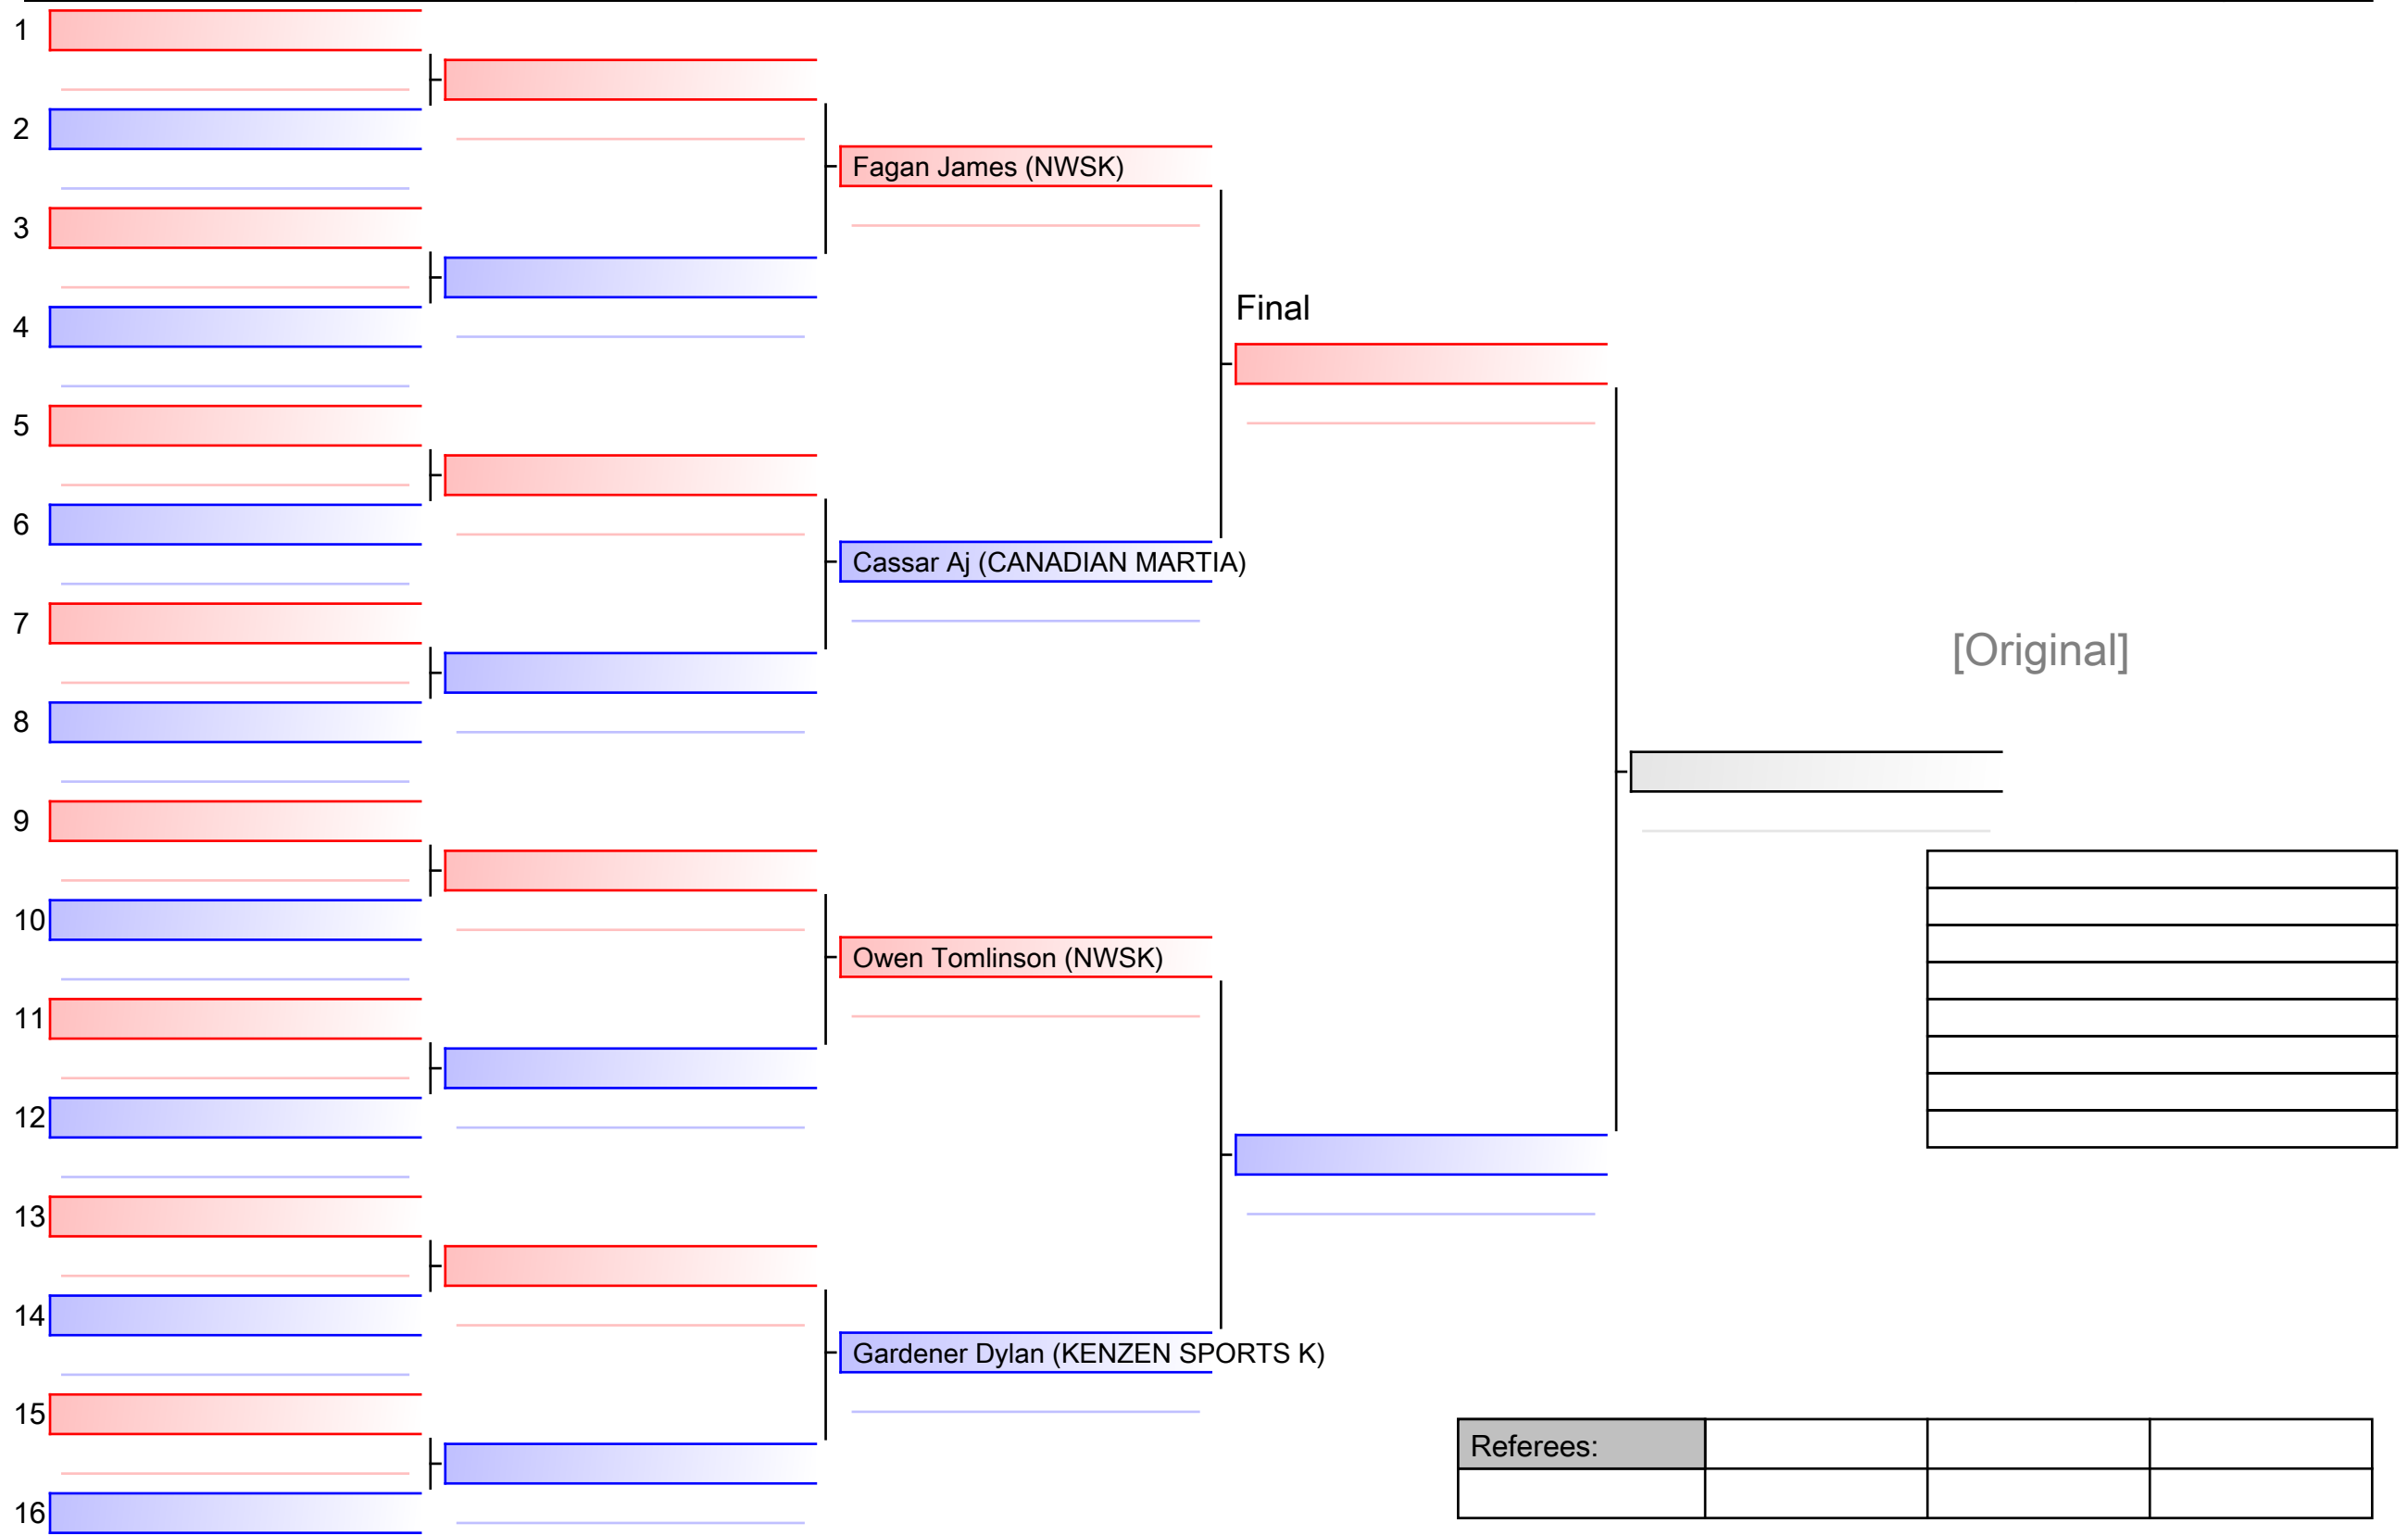 1
2
Fagan James (NWSK)
3
Final
4
5
6
Cassar Aj (CANADIAN MARTIA)
7
[Original]
8
9
10
Owen Tomlinson (NWSK)
11
12
13
14
Gardener Dylan (KENZEN SPORTS K)
15
Referees:
16